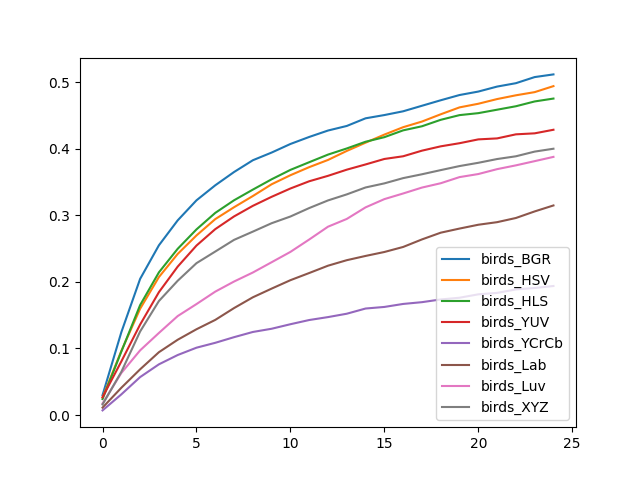 0.5
0.4
0.3
0.2
0.1
0.0
0 5 10 15 20 25
birds_BGR
birds_HSV
birds_HLS
birds_YUV
birds_YCrCb
birds_Lab
birds_Luv
birds_XYZ